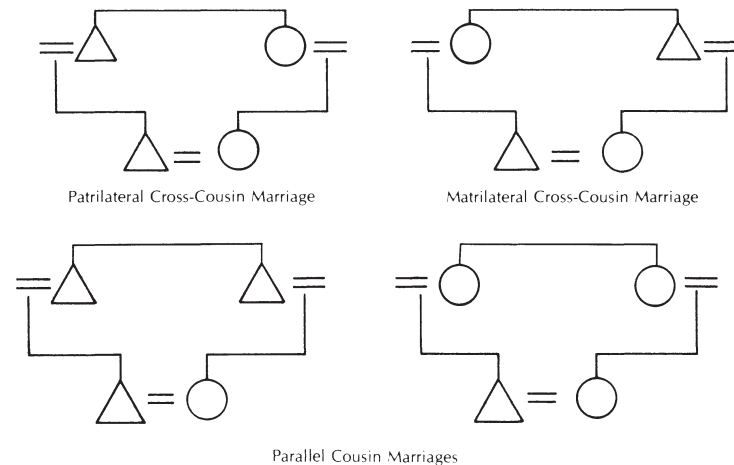 Patrilateral Cross-Cousin Marriage
Matrilateral Cross-Cousin Marriage
Parallel Cousin Marriages